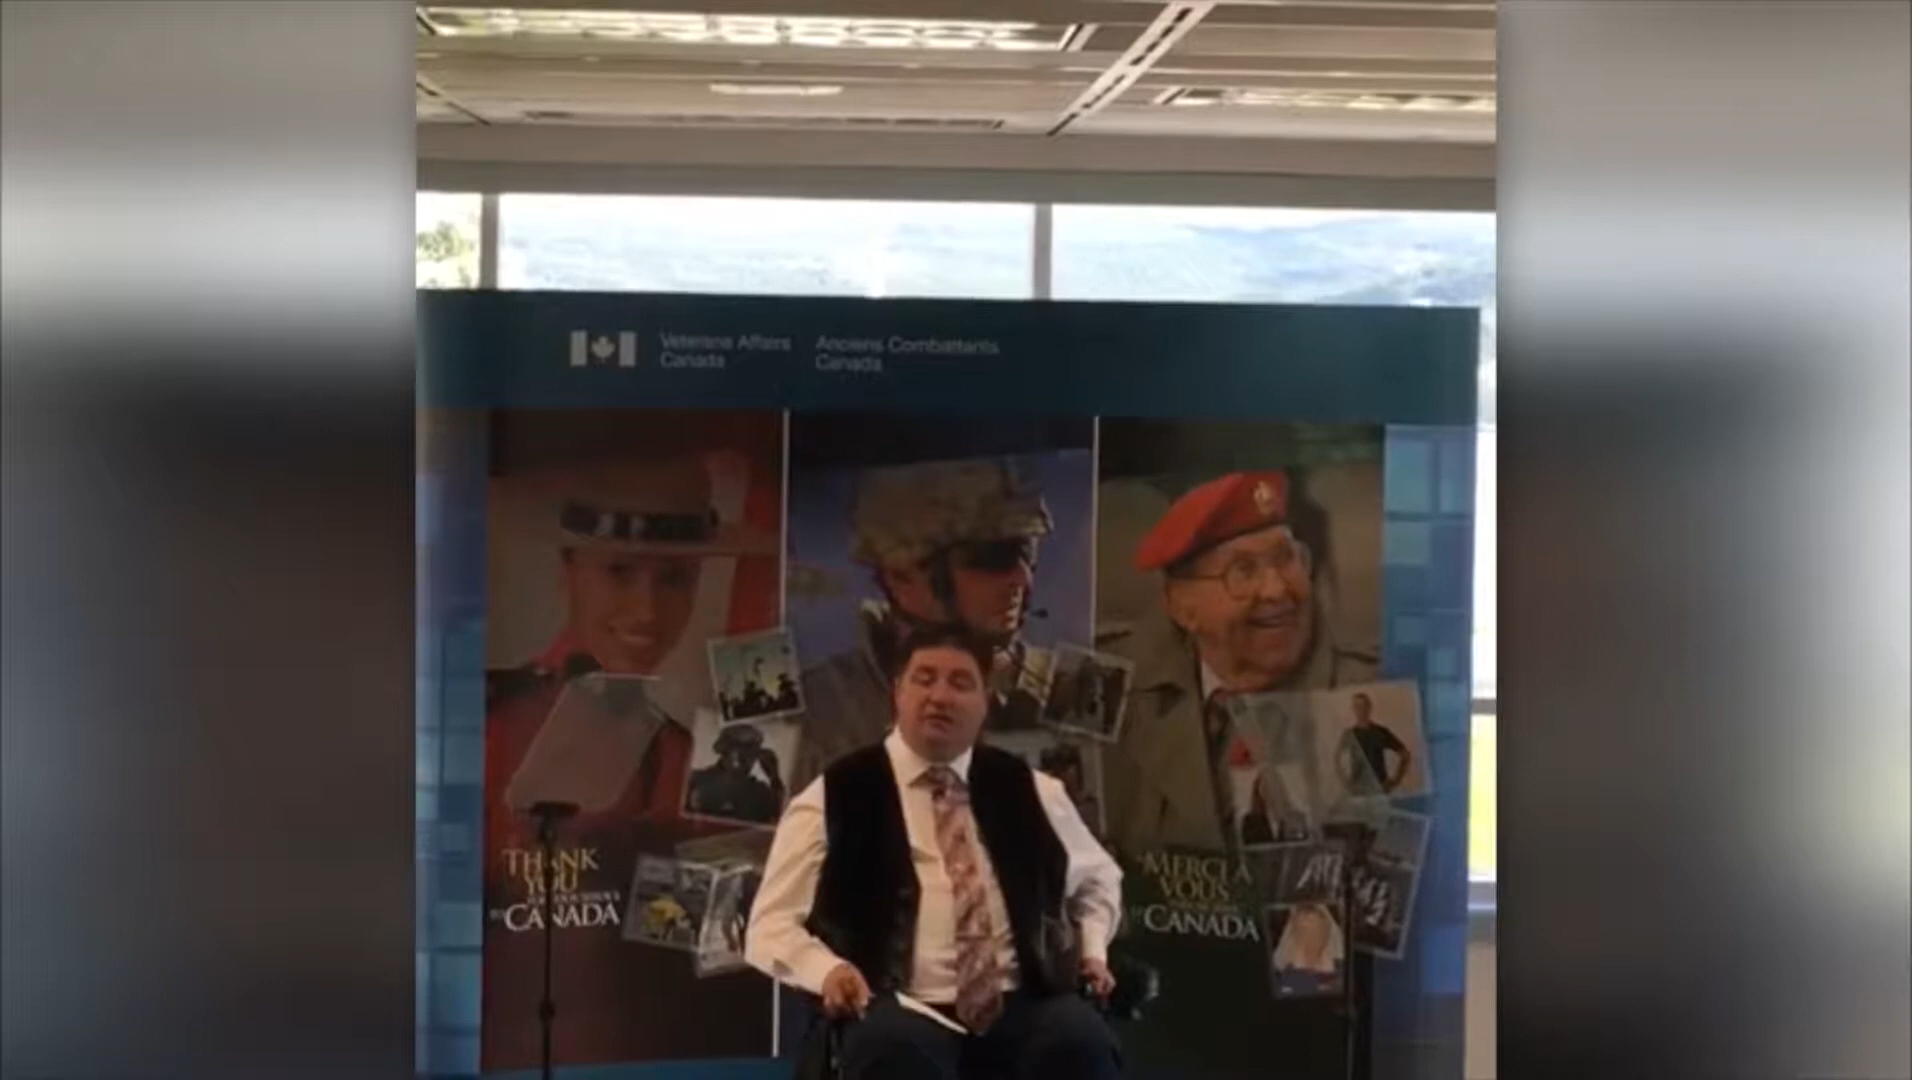 Veterans Affairs
Canada
Anciens Combattants
Canada
THANK
YOU
CANADA
MERCI À
VOUS
CANADA